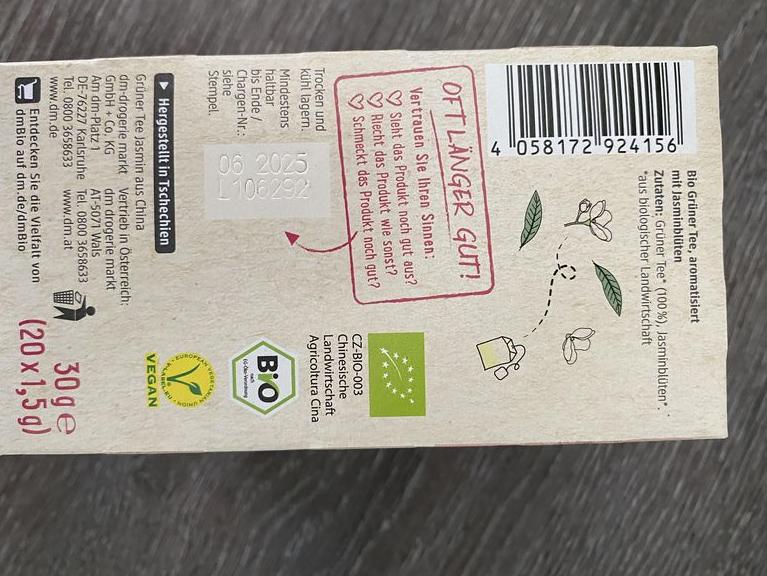 Bio Grüner Tee, aromatisiert
mit Jasminblüten
Zutaten: Grüner Tee* (100%), Jasminblüten*.
*aus biologischer Landwirtschaft
4 058172 924156
OFT LÄNGER GUT!
Vertrauen Sie Ihren Sinnen:
Sieht das Produkt noch gut aus?
Riecht das Produkt wie sonst?
Schmeckt das Produkt noch gut?
Trocken und
kühl lagern.
Mindestens
haltbar
bis Ende /
Chargen-Nr.:
siehe
Stempel.
06 2025
L106292
CZ-BIO-003
Chinesische
Landwirtschaft
Agricoltura Cina
Bio
nach
EG-Öko-Verordnung
EUROPEAN VEGETARIAN UNION
VEGAN
Hergestellt in Tschechien
Grüner Tee Jasmin aus China
dm-drogerie markt
GmbH + Co. KG
Am dm-Platz 1
DE-76227 Karlsruhe
Tel. 0800 3658633
www.dm.de
Vertrieb in Österreich:
dm drogerie markt
AT-5071 Wals
Tel. 0800 3658633
www.dm.at
Entdecken Sie die Vielfalt von
dmBio auf dm.de/dmBio
30 g e
(20 x 1,5 g)